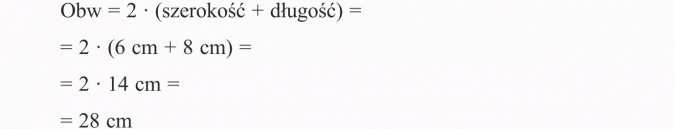 Obw = 2 · (szerokość + długość) =
= 2 · (6 cm + 8 cm) =
= 2 · 14 cm =
= 28 cm